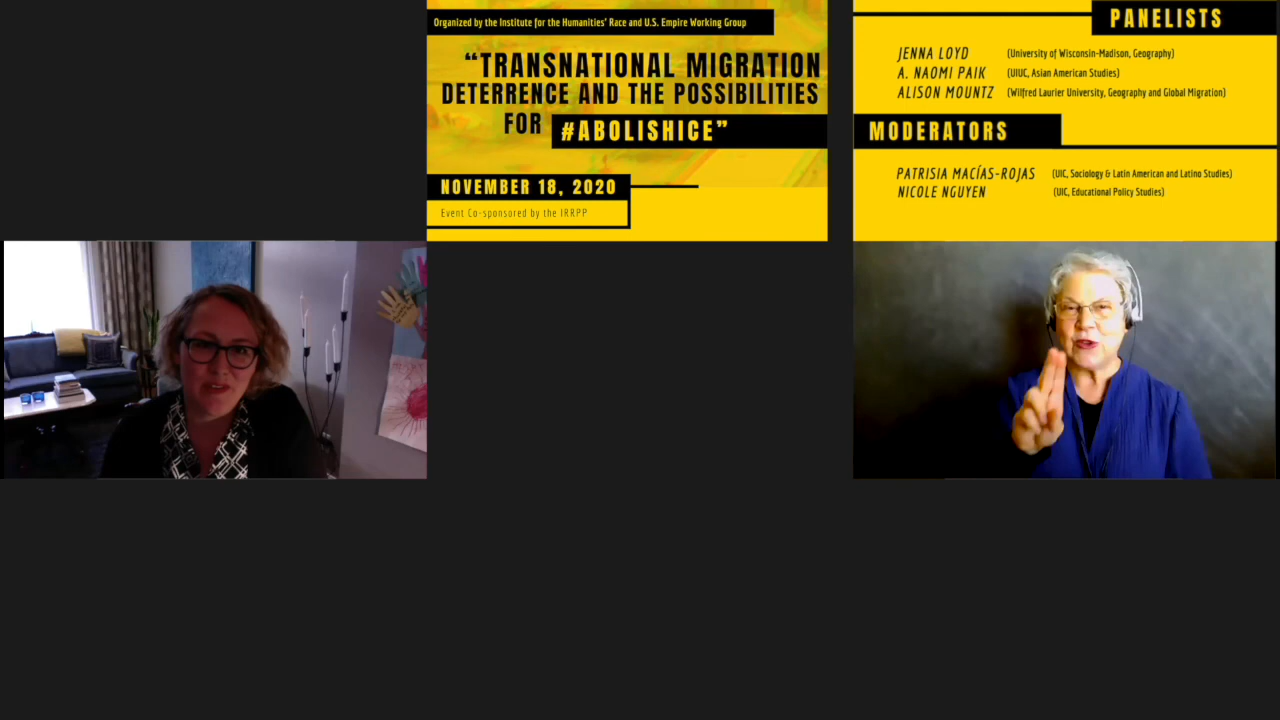 Organized by the Institute for the Humanities' Race and U.S. Empire Working Group
“TRANSNATIONAL MIGRATION
DETERRENCE AND THE POSSIBILITIES
FOR #ABOLISHICE”
NOVEMBER 18, 2020
Event Co-sponsored by the IRRPP
PANELISTS
JENNA LOYD (University of Wisconsin-Madison, Geography)
A. NAOMI PAIK (UIUC, Asian American Studies)
ALISON MOUNTZ (Wilfred Laurier University, Geography and Global Migration)
MODERATORS
PATRISIA MACÍAS-ROJAS (UIC, Sociology & Latin American and Latino Studies)
NICOLE NGUYEN (UIC, Educational Policy Studies)